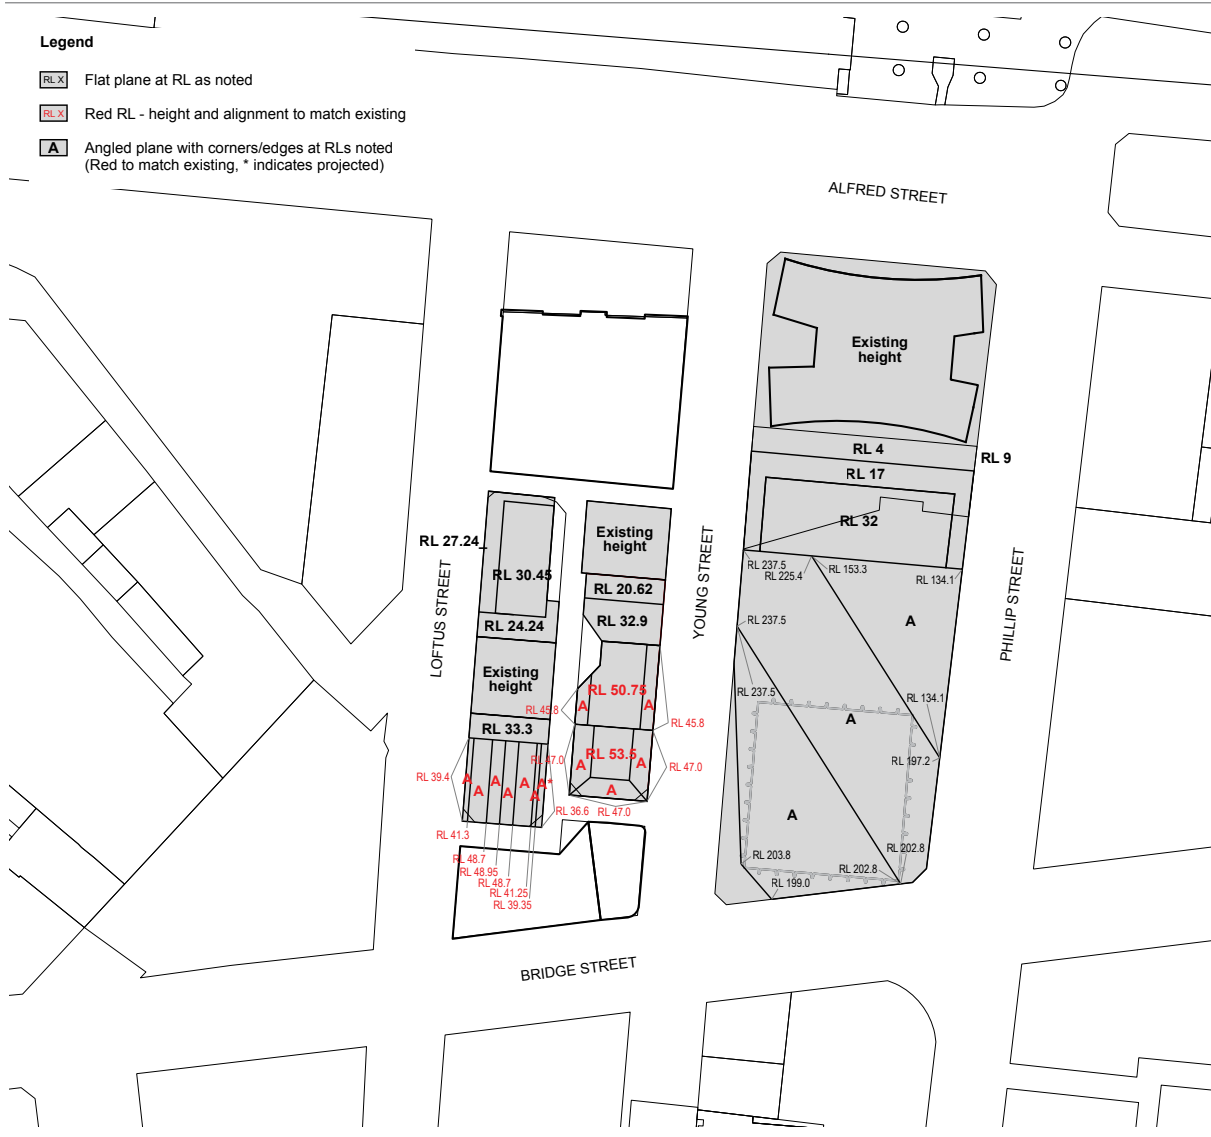 Legend
RL X
Flat plane at RL as noted
RL X
Red RL - height and alignment to match existing
A
Angled plane with corners/edges at RLs noted
(Red to match existing, * indicates projected)
ALFRED STREET
Existing
height
RL 4
RL 9
RL 17
RL 32
RL 27.24
RL 30.45
RL 24.24
Existing
height
RL 33.3
LOFTUS STREET
Existing
height
RL 20.62
RL 32.9
RL 50.75
A
A
RL 45.8
RL 45.8
RL 53.5
A
A
A
RL 47.0
RL 47.0
RL 47.0
YOUNG STREET
PHILLIP STREET
RL 237.5
RL 225.4
RL 153.3
RL 134.1
A
RL 237.5
RL 237.5
RL 134.1
A
RL 197.2
A
RL 203.8
RL 202.8
RL 202.8
RL 199.0
RL 39.4
A
A
A
A
A
A
A*
RL 36.6
RL 41.3
RL 48.7
RL 48.95
RL 48.7
RL 41.25
RL 39.35
BRIDGE STREET